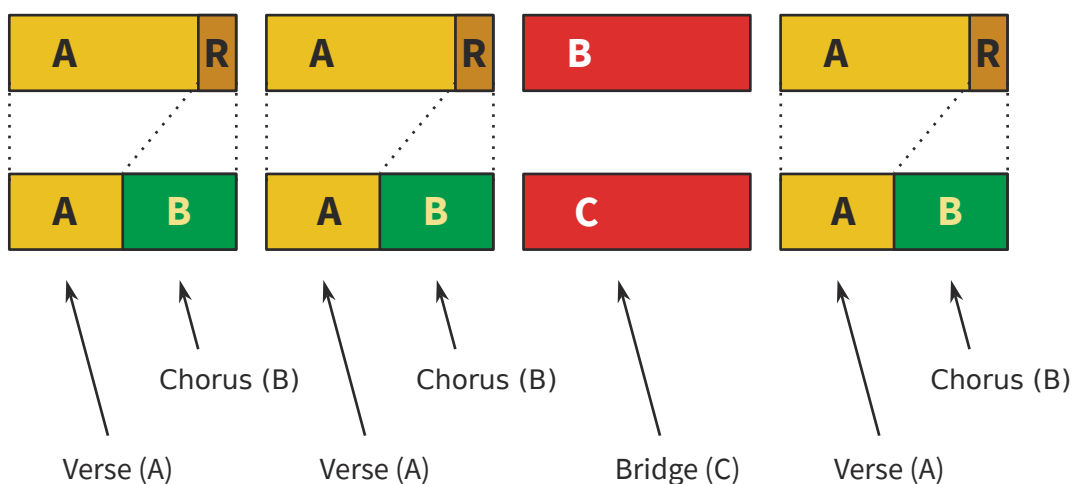 A R A R B A R
A B A B C A B
Chorus (B) Chorus (B) Chorus (B)
Verse (A) Verse (A) Bridge (C) Verse (A)